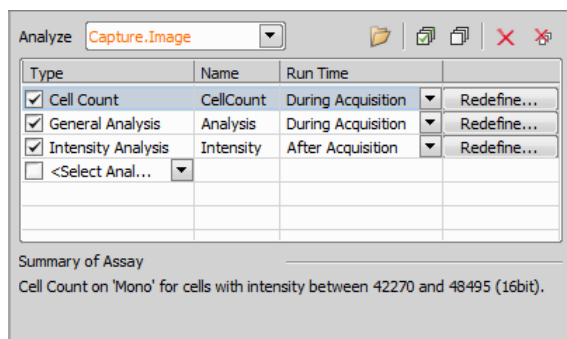 Analyze Capture.Image
Type Name Run Time
Cell Count CellCount During Acquisition Redefine...
General Analysis Analysis During Acquisition Redefine...
Intensity Analysis Intensity After Acquisition Redefine...
<Select Anal...
Summary of Assay
Cell Count on 'Mono' for cells with intensity between 42270 and 48495 (16bit).